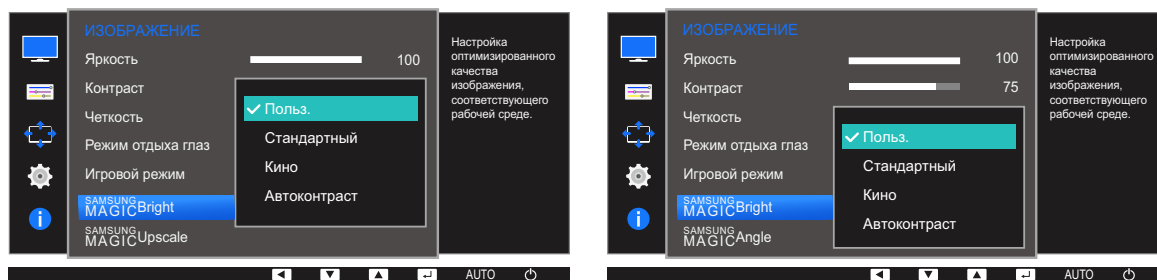 ИЗОБРАЖЕНИЕ
Яркость 100
Контраст
Четкость
Режим отдыха глаз
Игровой режим
SAMSUNG
MAGICBright
SAMSUNG
MAGICUpscale
Польз.
Стандартный
Кино
Автоконтраст
Настройка
оптимизированного
качества
изображения,
соответствующего
рабочей среде.
AUTO
ИЗОБРАЖЕНИЕ
Яркость 100
Контраст 75
Четкость
Режим отдыха глаз
Игровой режим
SAMSUNG
MAGICBright
SAMSUNG
MAGICAngle
Польз.
Стандартный
Кино
Автоконтраст
Настройка
оптимизированного
качества
изображения,
соответствующего
рабочей среде.
AUTO